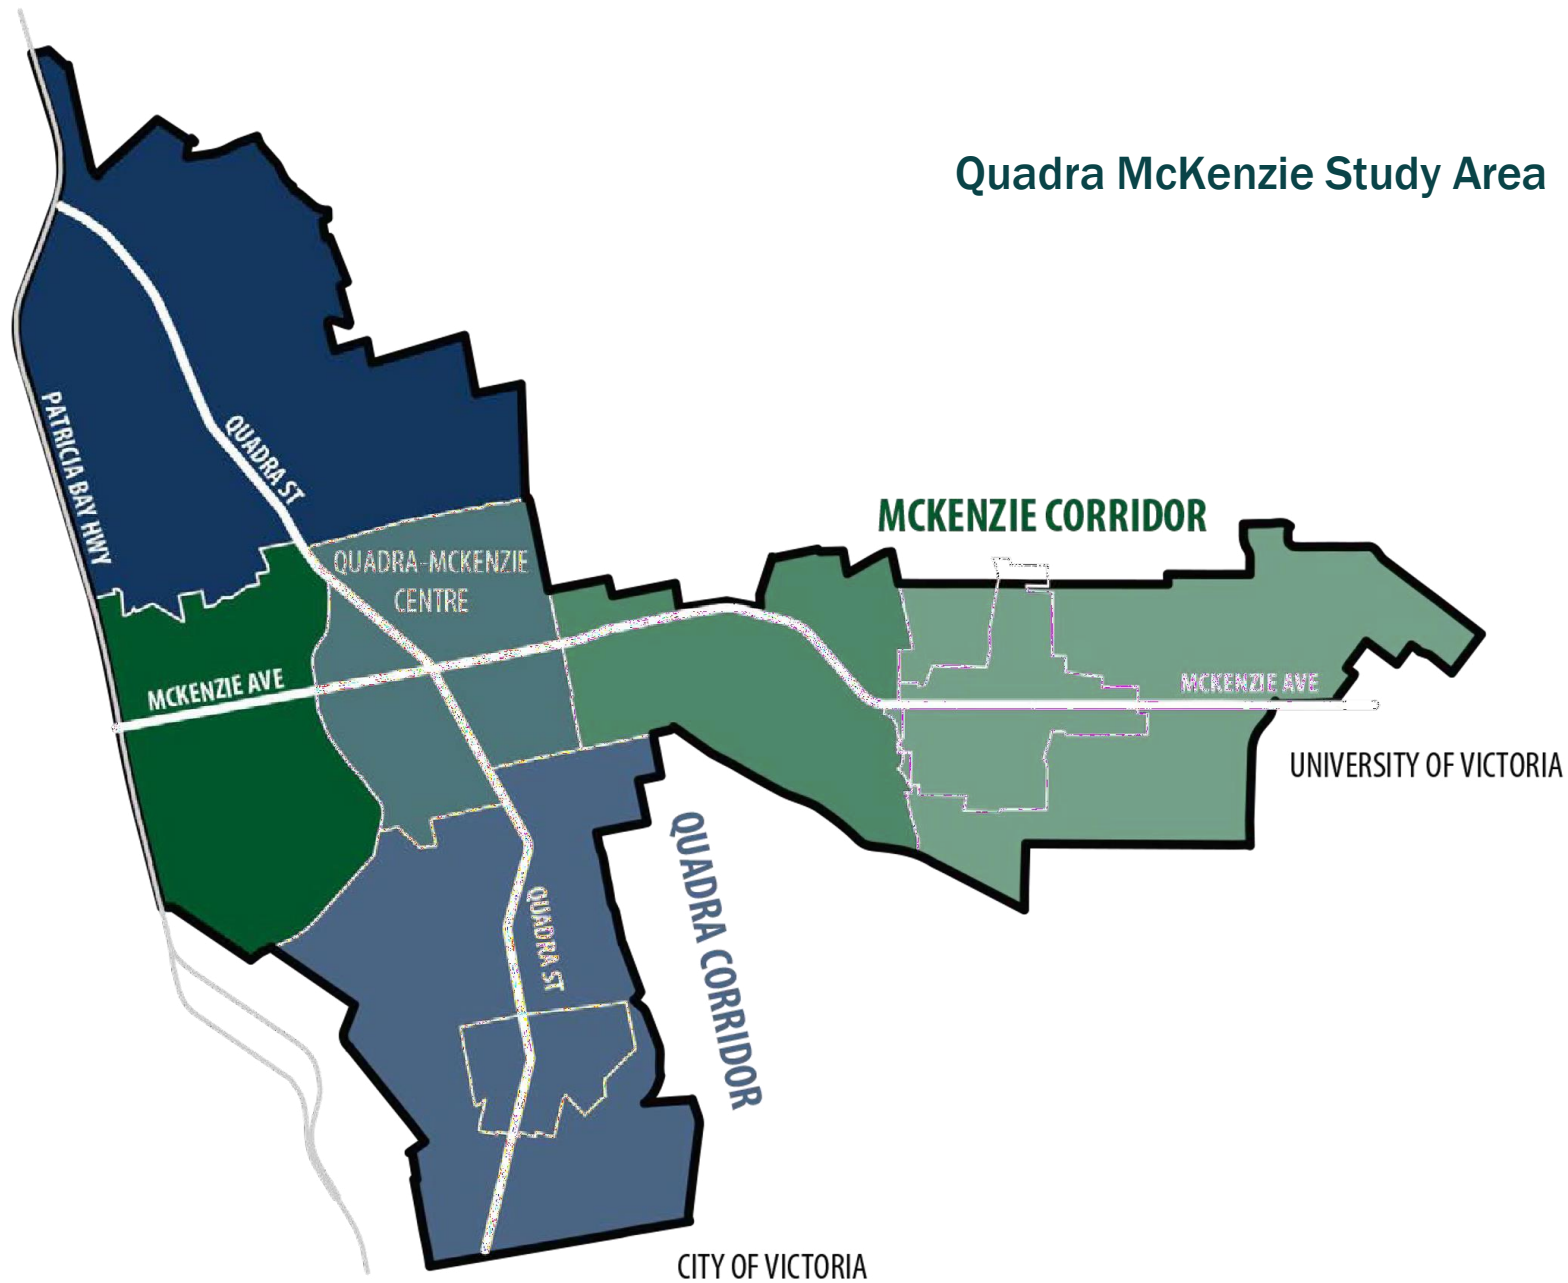 Quadra McKenzie Study Area
PATRICIA BAY HWY
QUADRA ST
MCKENZIE CORRIDOR
QUADRA-MCKENZIE
CENTRE
MCKENZIE AVE
MCKENZIE AVE
UNIVERSITY OF VICTORIA
QUADRA CORRIDOR
QUADRA ST
CITY OF VICTORIA